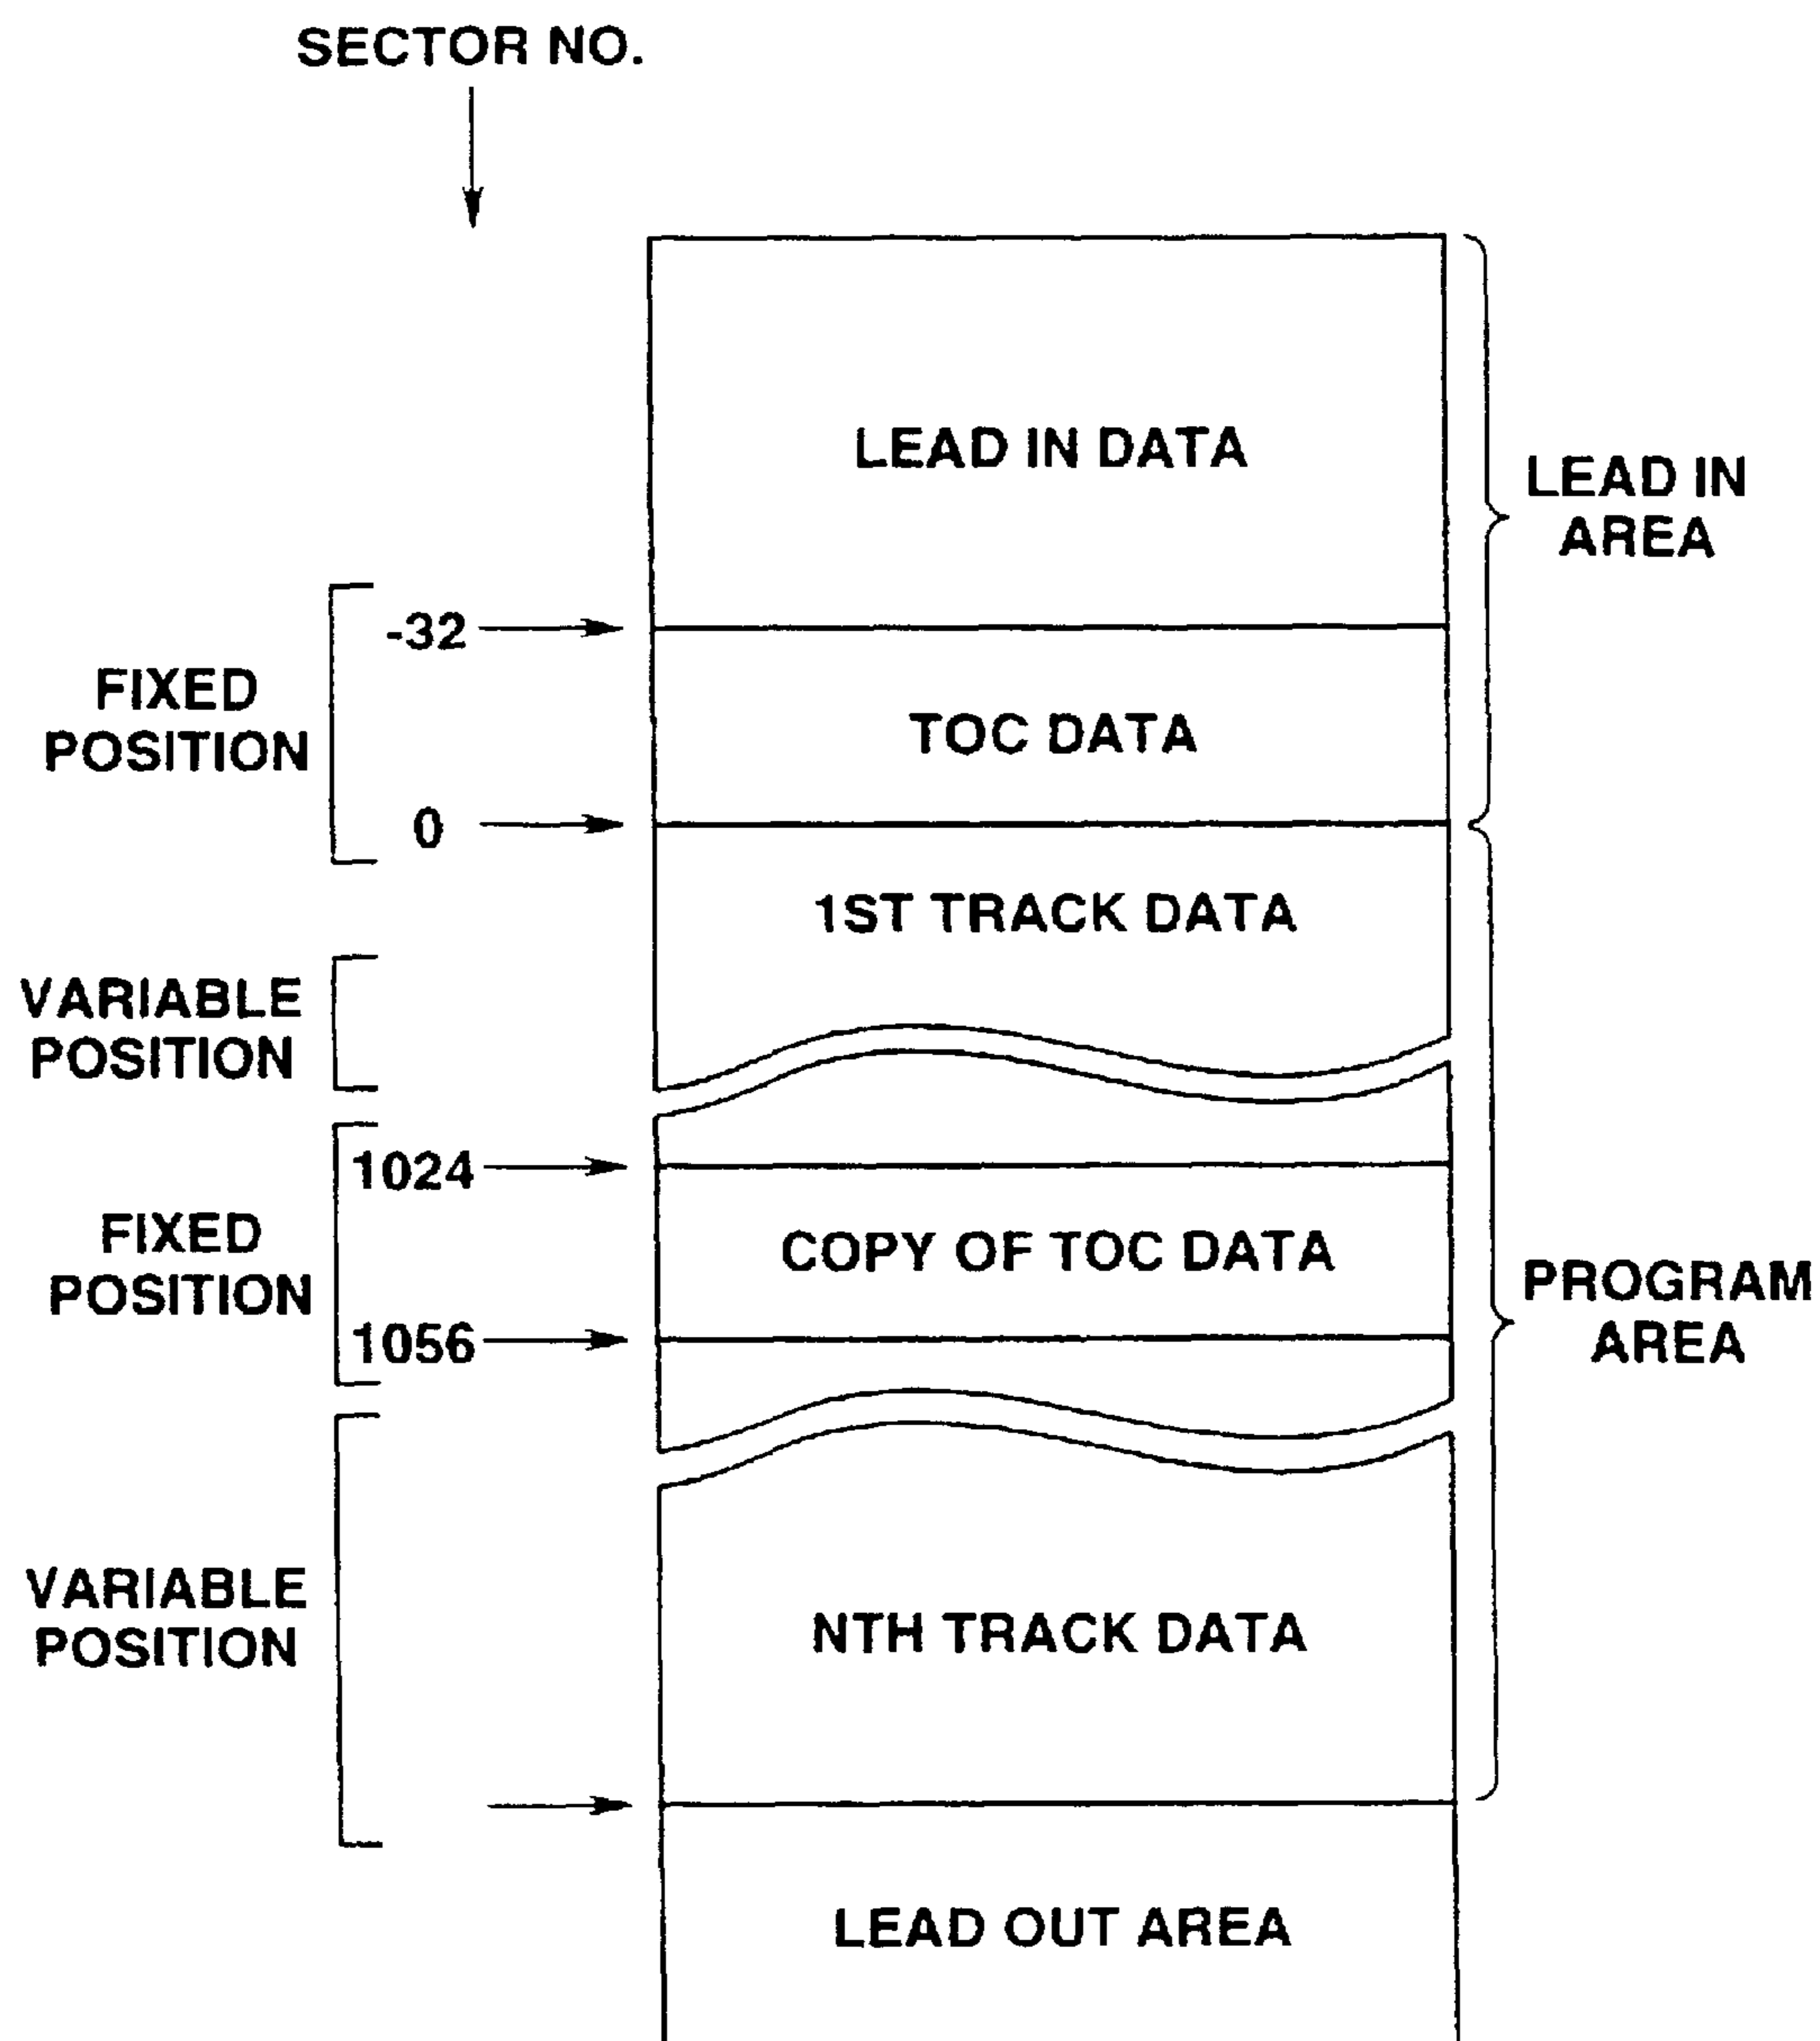 SECTOR NO.
LEAD IN DATA
LEAD IN
AREA
-32
FIXED
POSITION
TOC DATA
0
1ST TRACK DATA
VARIABLE
POSITION
1024
FIXED
POSITION
COPY OF TOC DATA
1056
PROGRAM
AREA
VARIABLE
POSITION
NTH TRACK DATA
LEAD OUT AREA